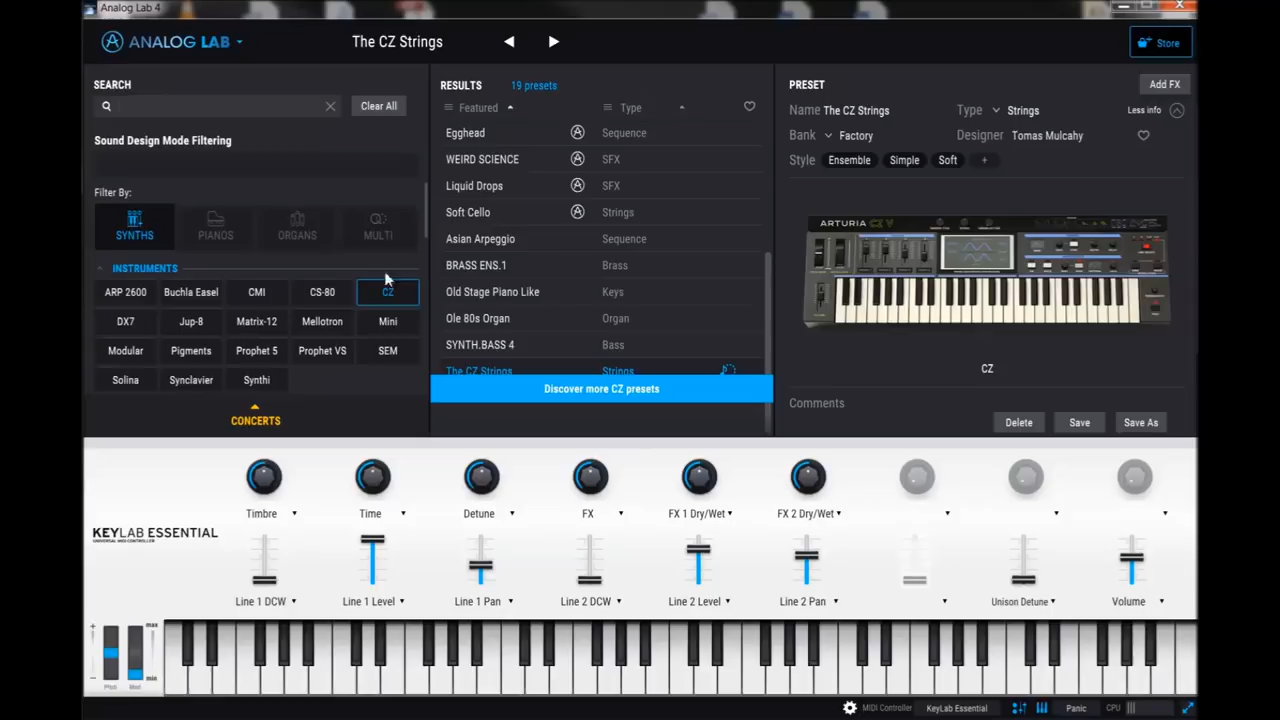 Analog Lab 4
ANALOG LAB
The CZ Strings
Store
SEARCH
Clear All
Sound Design Mode Filtering
Filter By:
SYNTHS
PIANOS
ORGANS
MULTI
INSTRUMENTS
ARP 2600
Buchla Easel
CMI
CS-80
CZ
DX7
Jup-8
Matrix-12
Mellotron
Mini
Modular
Pigments
Prophet 5
Prophet VS
SEM
Solina
Synclavier
Synthi
CONCERTS
RESULTS 19 presets
Featured Type
Egghead Sequence
WEIRD SCIENCE SFX
Liquid Drops SFX
Soft Cello Strings
Asian Arpeggio Sequence
BRASS ENS.1 Brass
Old Stage Piano Like Keys
Ole 80s Organ Organ
SYNTH.BASS 4 Bass
The CZ Strings Strings
Discover more CZ presets
PRESET
Add FX
Name The CZ Strings Type Strings Less info
Bank Factory Designer Tomas Mulcahy
Style Ensemble Simple Soft +
ARTURIA CZ V
CZ
Comments
Delete
Save
Save As
Timbre
Time
Detune
FX
FX 1 Dry/Wet
FX 2 Dry/Wet
KEYLAB ESSENTIAL
UNIVERSAL MIDI CONTROLLER
Line 1 DCW
Line 1 Level
Line 1 Pan
Line 2 DCW
Line 2 Level
Line 2 Pan
Unison Detune
Volume
+
max
-
min
Pitch
Mod
MIDI Controller KeyLab Essential Panic CPU